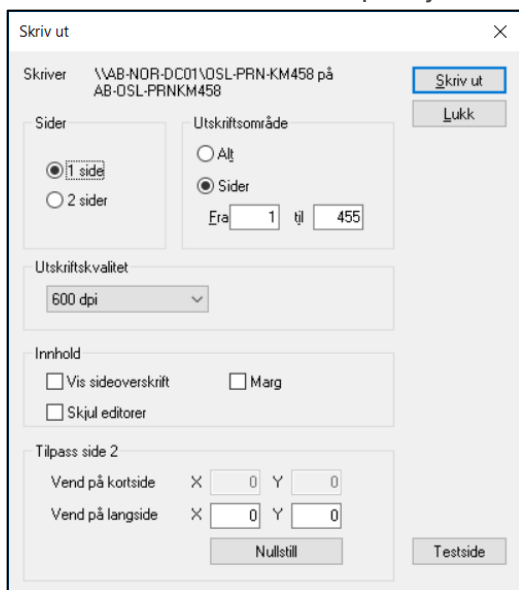 Skriv ut
Skriver \\AB-NOR-DC01\OSL-PRN-KM458 på
AB-OSL-PRNKM458
Skriv ut
Lukk
Sider
1 side
2 sider
Utskriftsområde
Alt
Sider
Fra 1 til 455
Utskriftskvalitet
600 dpi
Innhold
Vis sideoverskrift Marg
Skjul editorer
Tilpass side 2
Vend på kortside X 0 Y 0
Vend på langside X 0 Y 0
Nullstill
Testside